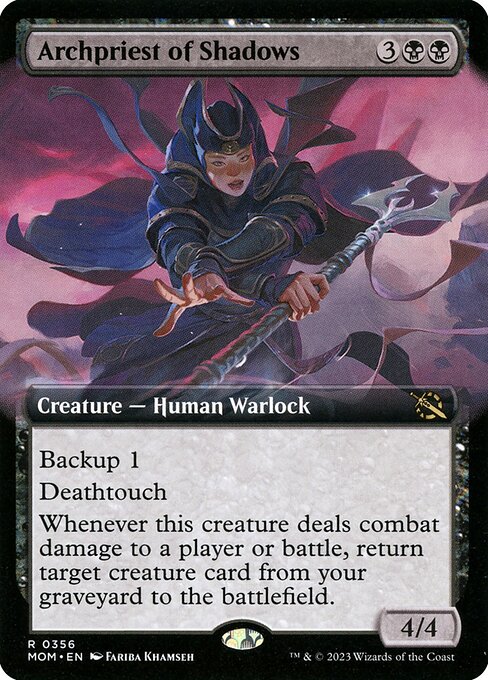 Archpriest of Shadows 3
Creature — Human Warlock
Backup 1
Deathtouch
Whenever this creature deals combat
damage to a player or battle, return
target creature card from your
graveyard to the battlefield.
4/4
R 0356
MOM • EN Fariba Khamseh
™ & © 2023 Wizards of the Coast